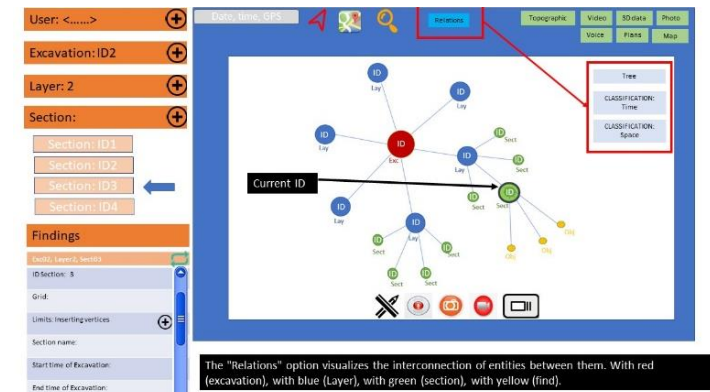 User: <......>
Excavation: ID2
Layer: 2
Section:
Section: ID1
Section: ID2
Section: ID3
Section: ID4
Findings
Exc02, Layer2, Sect03
ID Section: 3
Grid:
Limits: Inserting vertices
Section name:
Start time of Excavation:
End time of Excavation:
Date, time, GPS
Relations
Topographic
Video
3D data
Photo
Voice
Plans
Map
Tree
CLASSIFICATION:
Time
CLASSIFICATION:
Space
ID
Lay
ID
Lay
ID
Lay
ID
Exc
ID
Sect
ID
Lay
ID
Sect
Current ID
ID
Sect
ID
Sect
ID
Lay
ID
Sect
ID
Sect
ID
Sect
ID
Sect
Obj
Obj
Obj
The "Relations" option visualizes the interconnection of entities between them. With red
(excavation), with blue (Layer), with green (section), with yellow (find).